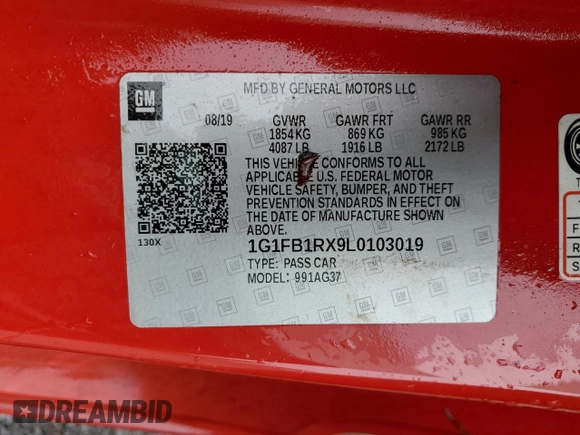 MFD BY GENERAL MOTORS LLC
GM
08/19 GVWR GAWR FRT GAWR RR
1854 KG 869 KG 985 KG
4087 LB 1916 LB 2172 LB
THIS VEHICLE CONFORMS TO ALL
APPLICABLE U.S. FEDERAL MOTOR
VEHICLE SAFETY, BUMPER, AND THEFT
PREVENTION STANDARDS IN EFFECT ON
THE DATE OF MANUFACTURE SHOWN
ABOVE.
130X
1G1FB1RX9L0103019
TYPE: PASS CAR
MODEL: 991AG37
DREAMBID